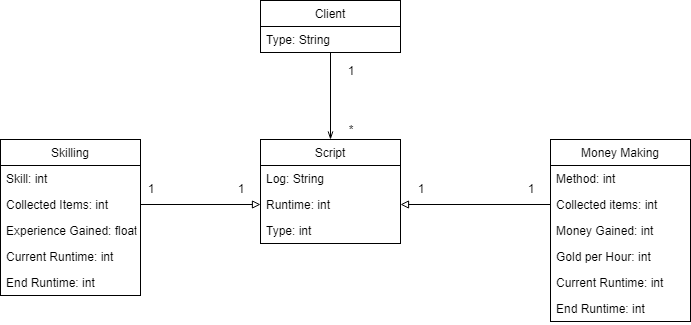 Client
Type: String
1
*
Skilling
Skill: int
Collected Items: int
Experience Gained: float
Current Runtime: int
End Runtime: int
1
1
Script
Log: String
Runtime: int
Type: int
1
1
Money Making
Method: int
Collected items: int
Money Gained: int
Gold per Hour: int
Current Runtime: int
End Runtime: int